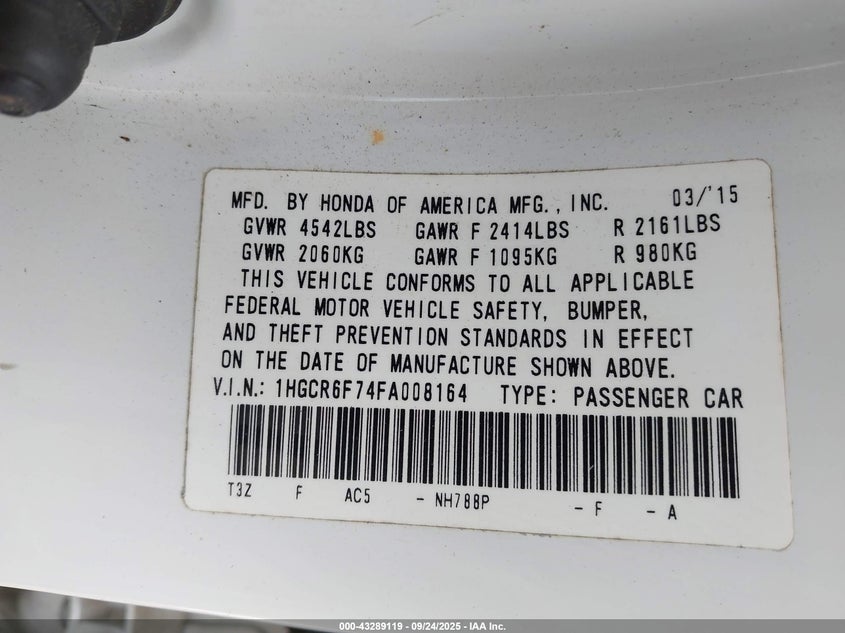 MFD. BY HONDA OF AMERICA MFG., INC. 03/'15
GVWR 4542LBS GAWR F 2414LBS R 2161LBS
GVWR 2060KG GAWR F 1095KG R 980KG
THIS VEHICLE CONFORMS TO ALL APPLICABLE
FEDERAL MOTOR VEHICLE SAFETY, BUMPER,
AND THEFT PREVENTION STANDARDS IN EFFECT
ON THE DATE OF MANUFACTURE SHOWN ABOVE.
V.I.N.: 1HGCR6F74FA008164 TYPE: PASSENGER CAR
T3Z F AC5 - NH788P - F - A
000-43289119 - 09/24/2025 - IAA Inc.